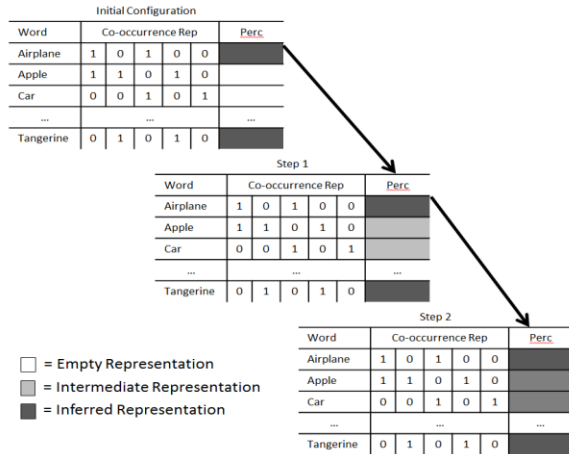 Initial Configuration
Word Co-occurrence Rep Perc
Airplane 1 0 1 0 0
Apple 1 1 0 1 0
Car 0 0 1 0 1
... ...
Tangerine 0 1 0 1 0
Step 1
Word Co-occurrence Rep Perc
Airplane 1 0 1 0 0
Apple 1 1 0 1 0
Car 0 0 1 0 1
... ...
Tangerine 0 1 0 1 0
Step 2
Word Co-occurrence Rep Perc
Airplane 1 0 1 0 0
Apple 1 1 0 1 0
Car 0 0 1 0 1
... ...
Tangerine 0 1 0 1 0
= Empty Representation
= Intermediate Representation
= Inferred Representation